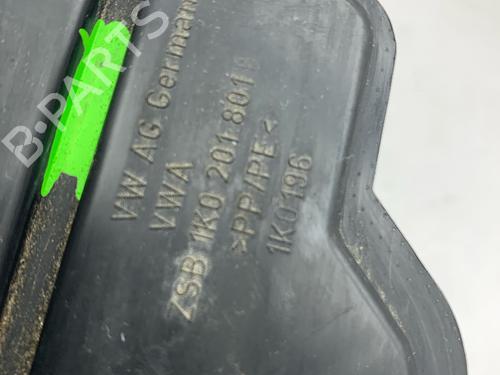 B-PARTS
VW AG Germany
VWA
ZSB 1K0 201 801 B
>PP/PE<
1K0196